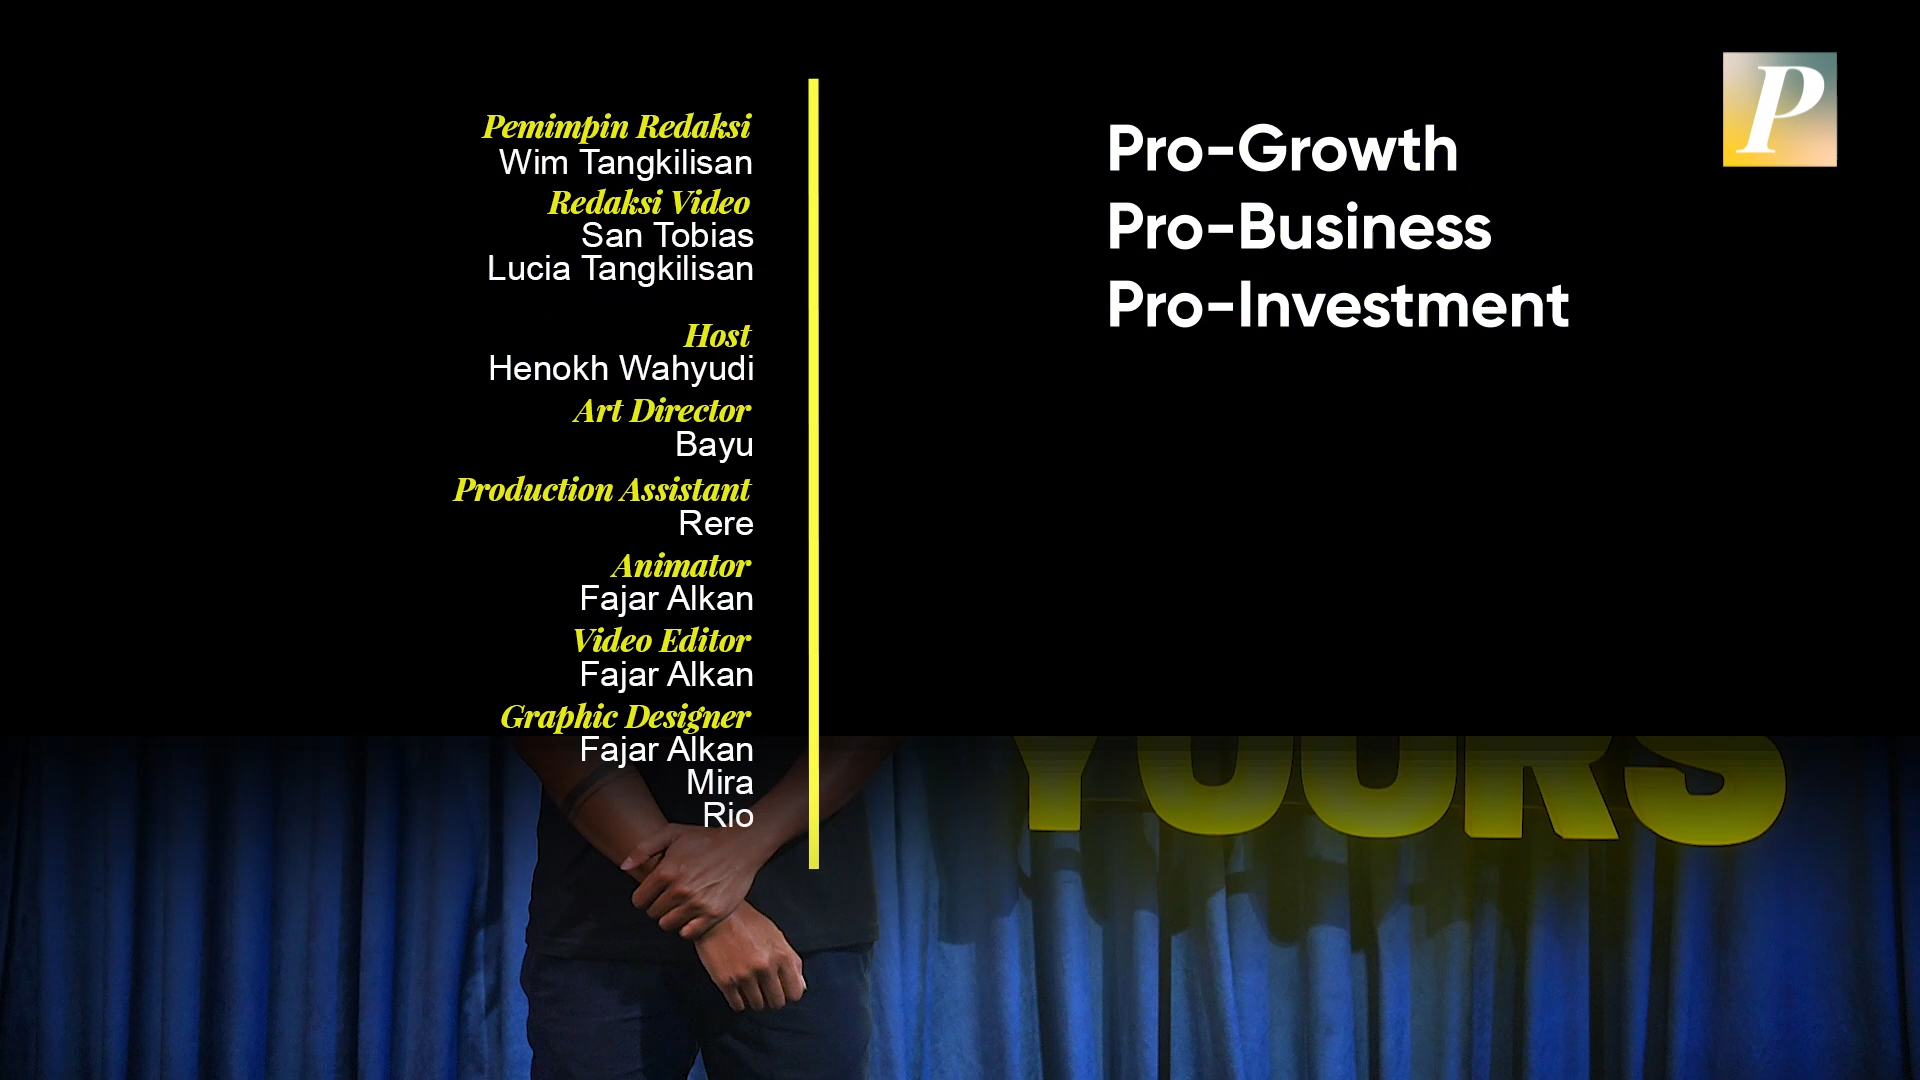 Pemimpin Redaksi
Wim Tangkilisan
Redaksi Video
San Tobias
Lucia Tangkilisan
Host
Henokh Wahyudi
Art Director
Bayu
Production Assistant
Rere
Animator
Fajar Alkan
Video Editor
Fajar Alkan
Graphic Designer
Fajar Alkan
Mira
Rio
Pro-Growth
Pro-Business
Pro-Investment
P
YOURS